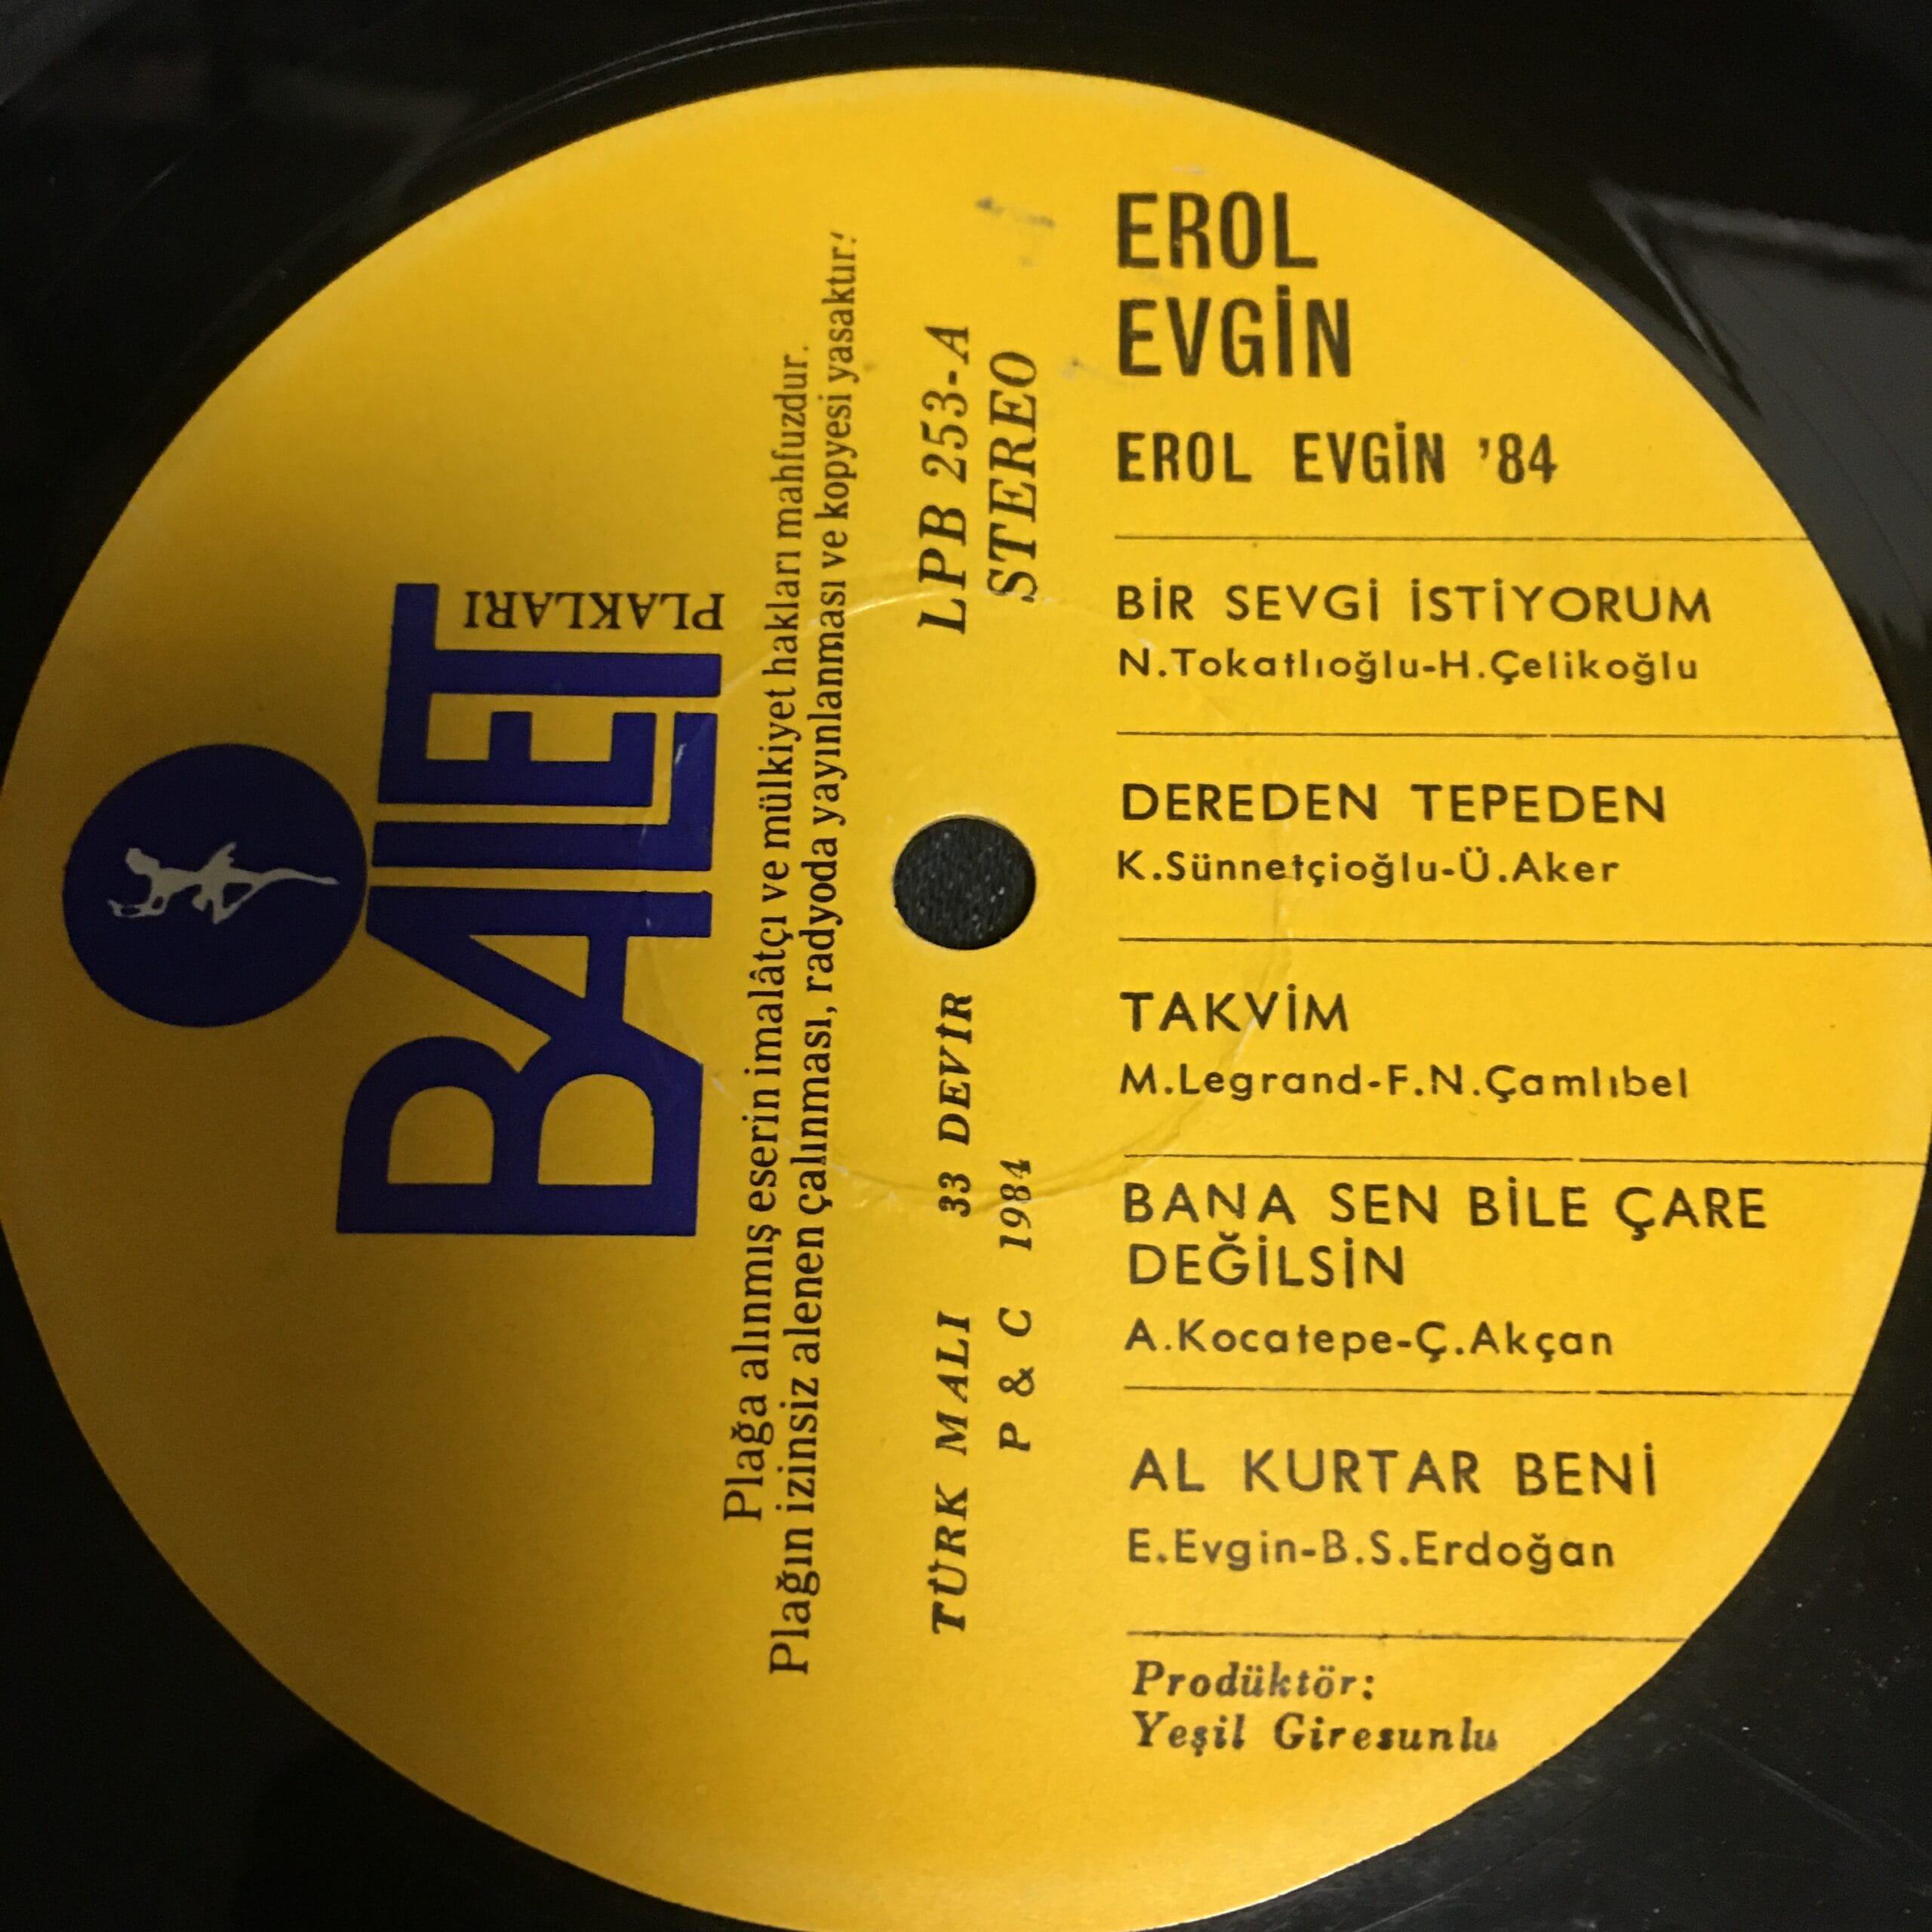 BALET
PLAKLARI
Plağa alınmış eserin imalâtçı ve mülkiyet hakları mahfuzdur.
Plağın izinsiz alenen çalınması, radyoda yayınlanması ve kopyesi yasaktır!
LPB 253-A
STEREO
TÜRK MALI 33 DEVİR
P & C 1984
EROL
EVGİN
EROL EVGİN '84
BİR SEVGİ İSTİYORUM
N.Tokatlıoğlu-H.Çelikoğlu
DEREDEN TEPEDEN
K.Sünnetçioğlu-Ü.Aker
TAKVİM
M.Legrand-F.N.Çamlıbel
BANA SEN BİLE ÇARE
DEĞİLSİN
A.Kocatepe-Ç.Akçan
AL KURTAR BENİ
E.Evgin-B.S.Erdoğan
Prodüktör:
Yeşil Giresunlu